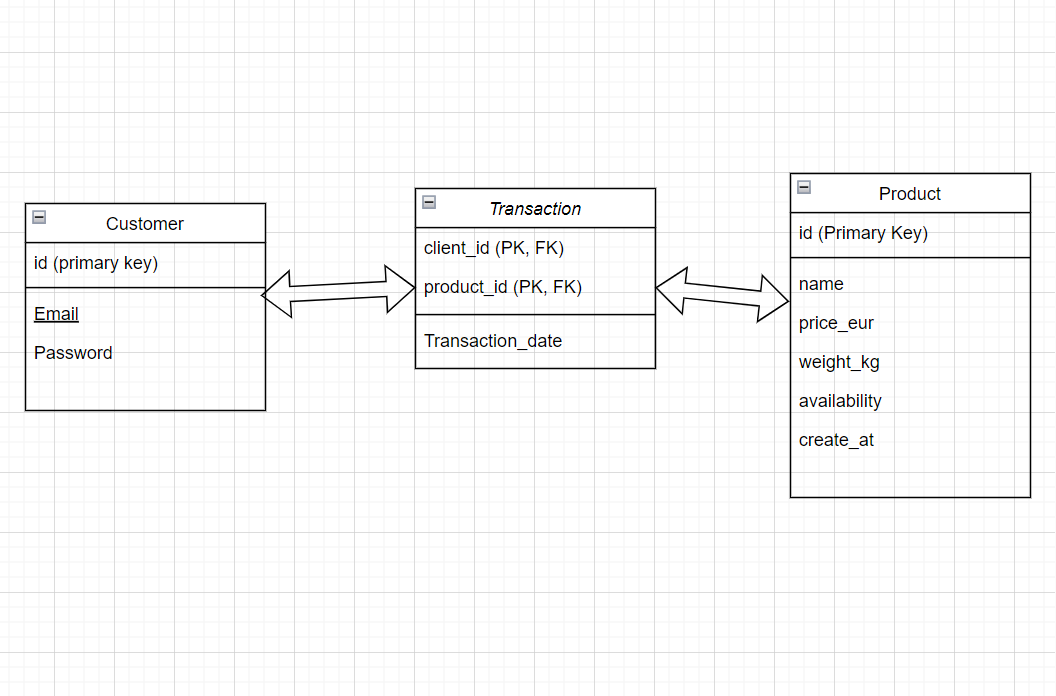 Customer
id (primary key)
Email
Password
Transaction
client_id (PK, FK)
product_id (PK, FK)
Transaction_date
Product
id (Primary Key)
name
price_eur
weight_kg
availability
create_at